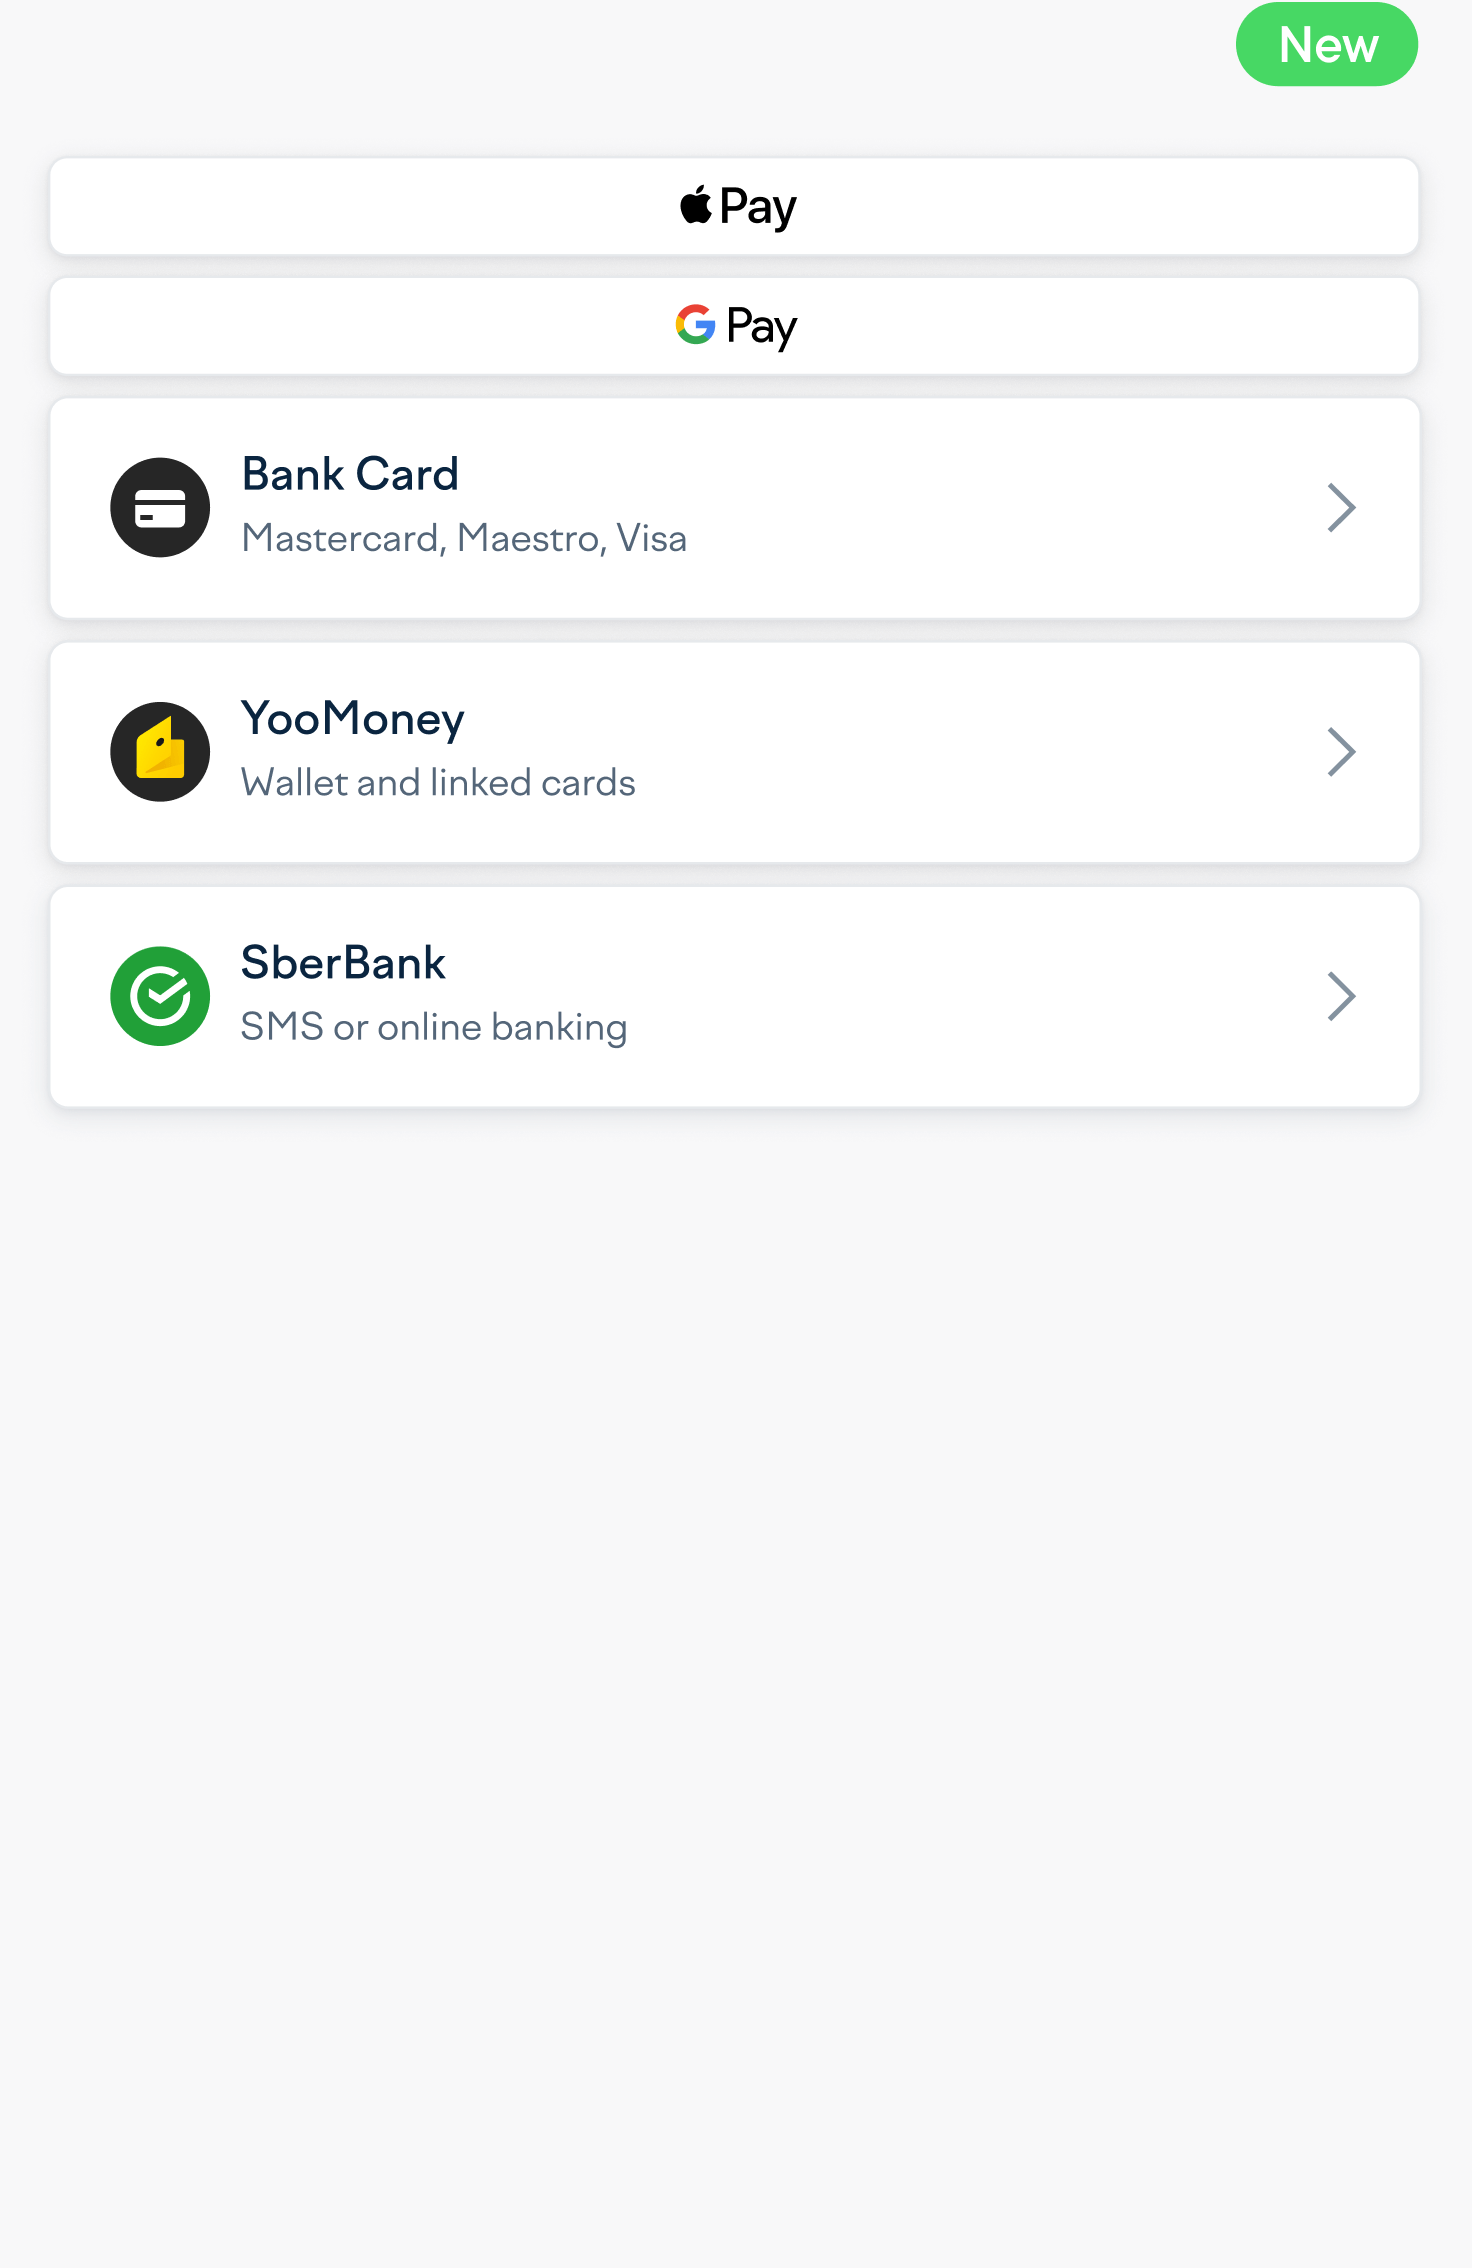 New
Pay
G Pay
Bank Card
Mastercard, Maestro, Visa
YooMoney
Wallet and linked cards
SberBank
SMS or online banking